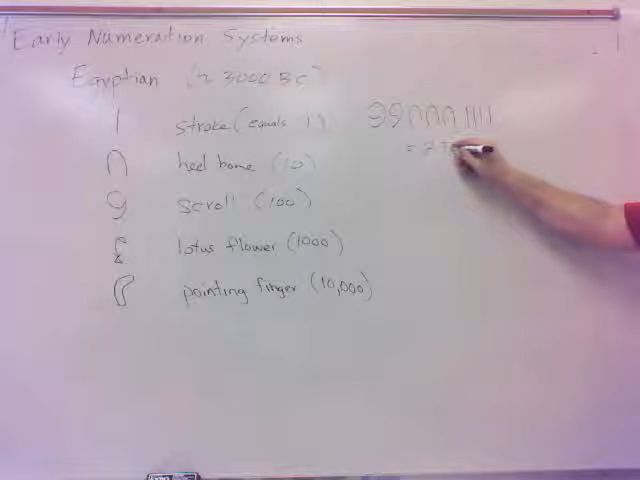 Early Numeration Systems
Egyptian (~ 3000 BC)
| stroke (equals 1) 99∩∩∩||||
∩ heel bone (10) = 23
9 scroll (100)
lotus flower (1000)
pointing finger (10,000)